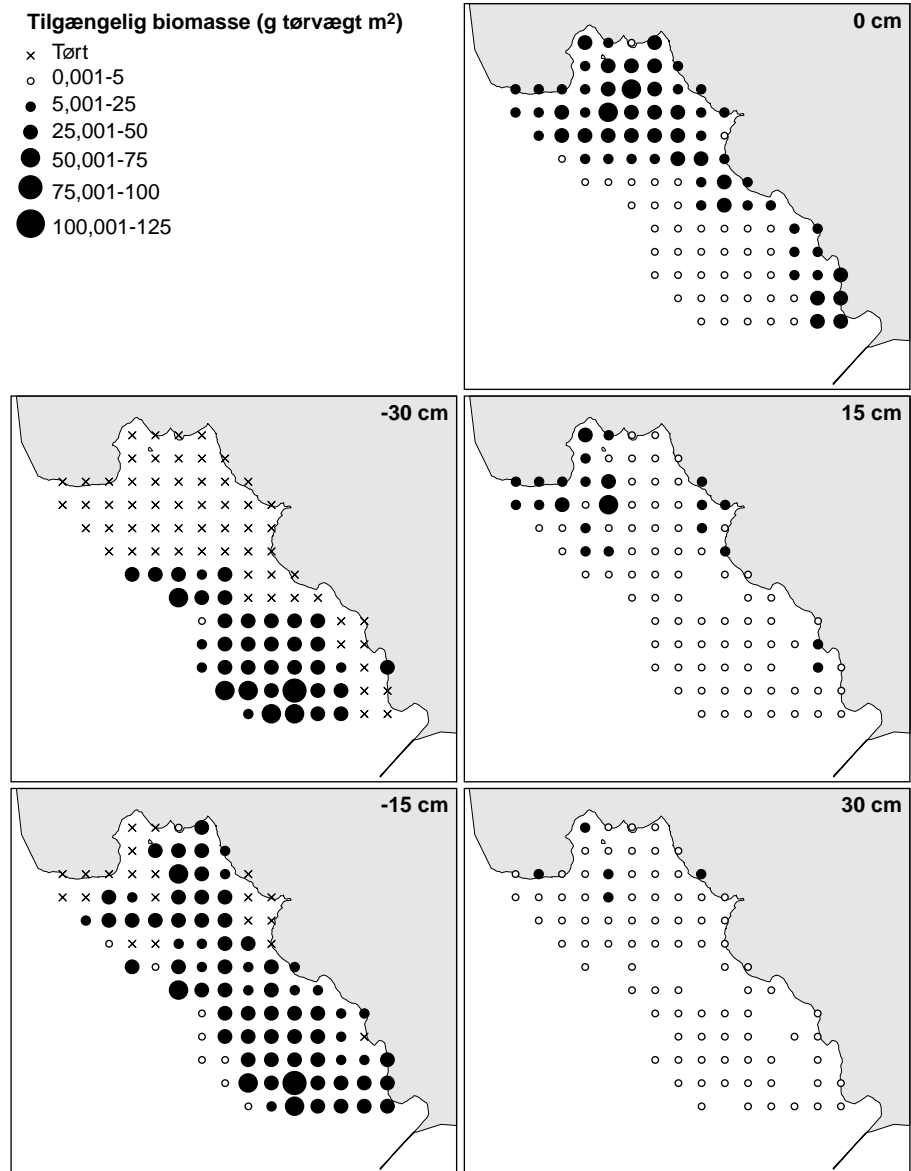 Tilgængelig biomasse (g tørvægt m²)
Tørt
0,001-5
5,001-25
25,001-50
50,001-75
75,001-100
100,001-125
0 cm
-30 cm
15 cm
-15 cm
30 cm